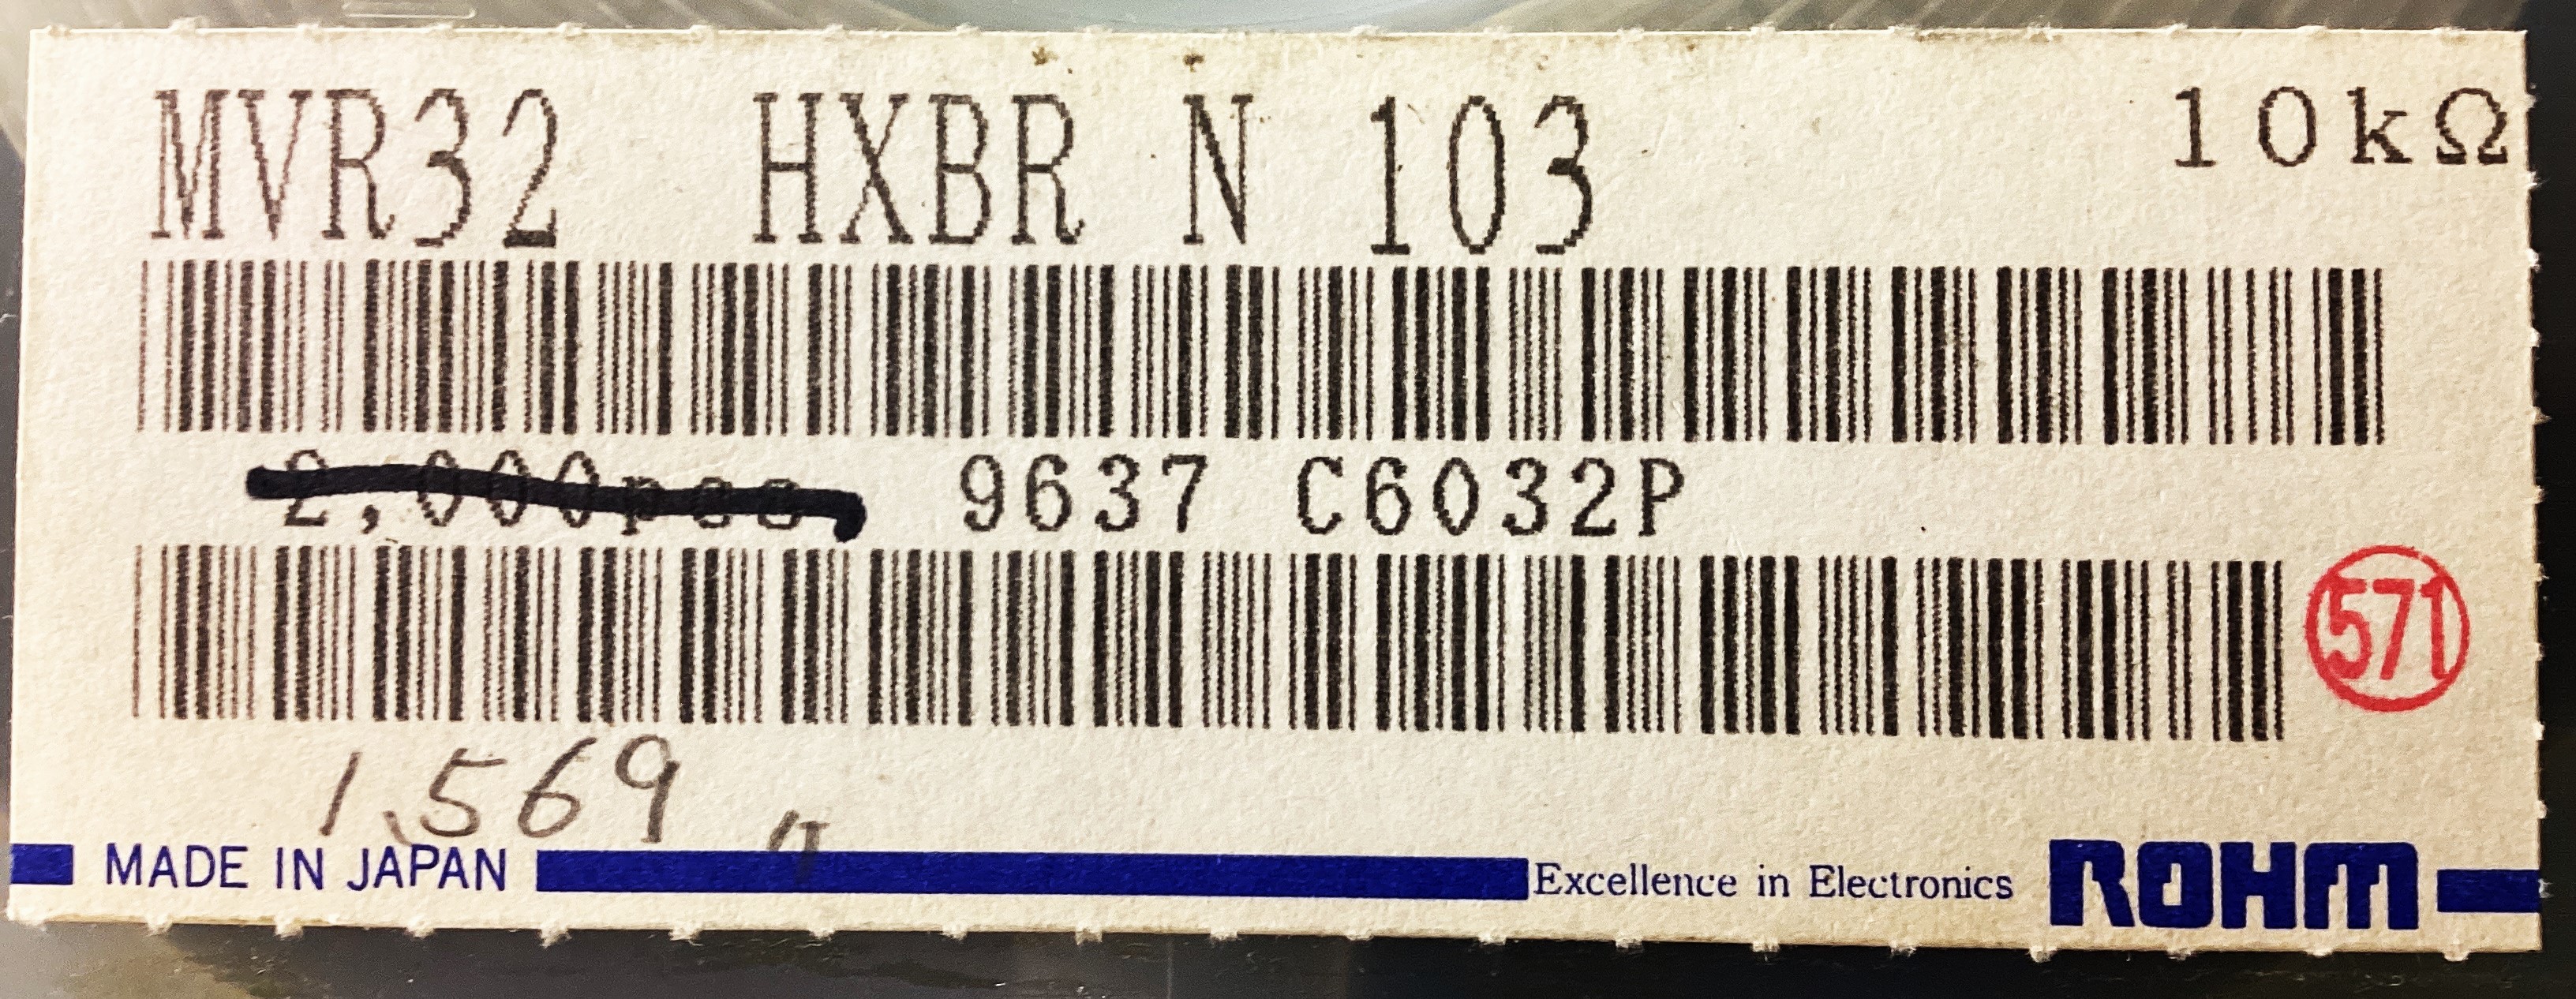 MVR32 HXBR N 103 10kΩ
2,000pcs, 9637 C6032P
571
1,569 〃
MADE IN JAPAN Excellence in Electronics ROHM